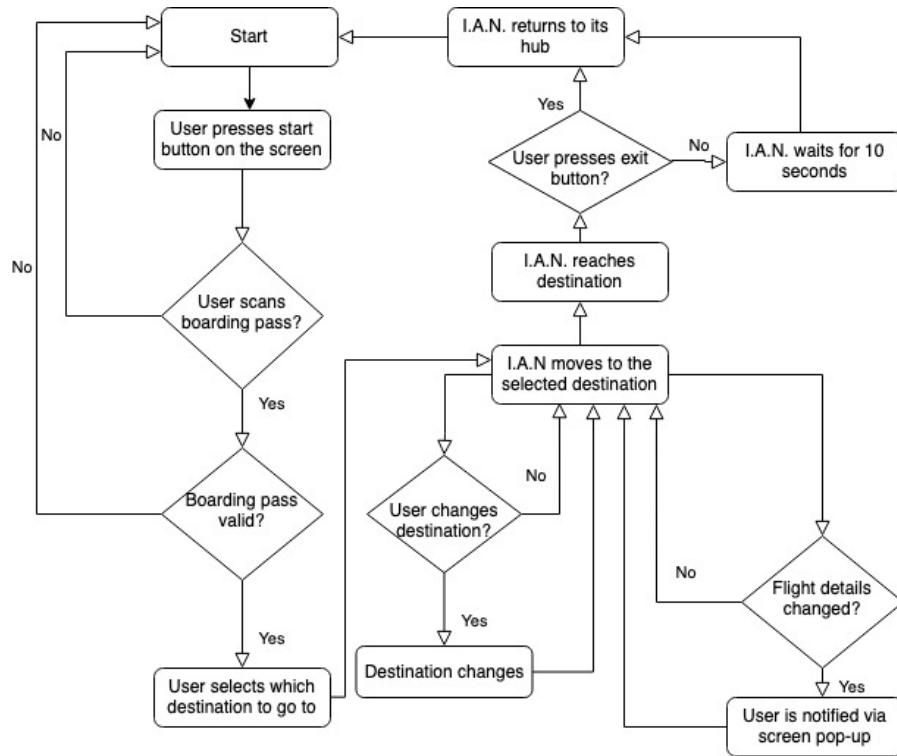 Start
I.A.N. returns to its
hub
No
User presses start
button on the screen
Yes
User presses exit
button?
No
I.A.N. waits for 10
seconds
No
I.A.N. reaches
destination
User scans
boarding pass?
I.A.N moves to the
selected destination
Yes
Boarding pass
valid?
No
User changes
destination?
No
Flight details
changed?
Yes
Yes
User selects which
destination to go to
Destination changes
Yes
User is notified via
screen pop-up